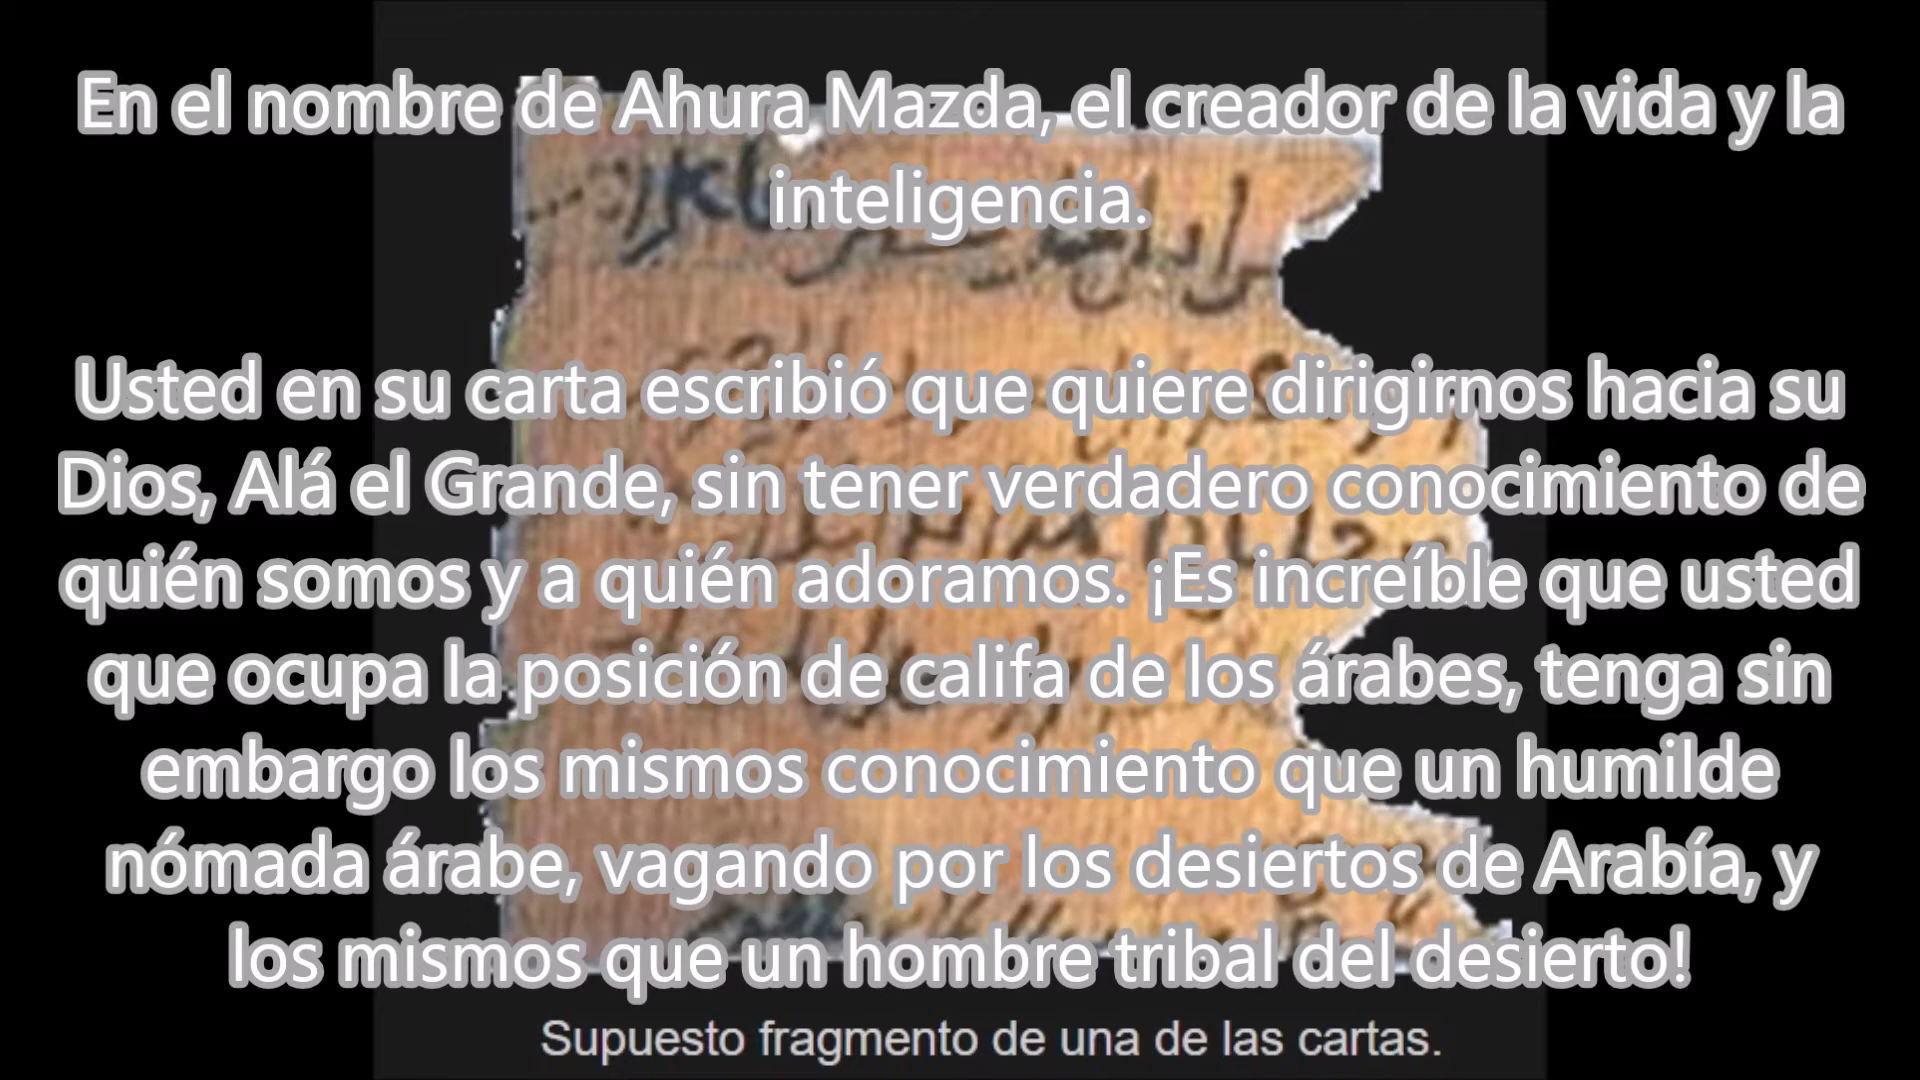 En el nombre de Ahura Mazda, el creador de la vida y la
inteligencia.
Usted en su carta escribió que quiere dirigirnos hacia su
Dios, Alá el Grande, sin tener verdadero conocimiento de
quién somos y a quién adoramos. ¡Es increíble que usted
que ocupa la posición de califa de los árabes, tenga sin
embargo los mismos conocimiento que un humilde
nómada árabe, vagando por los desiertos de Arabía, y
los mismos que un hombre tribal del desierto!
Supuesto fragmento de una de las cartas.